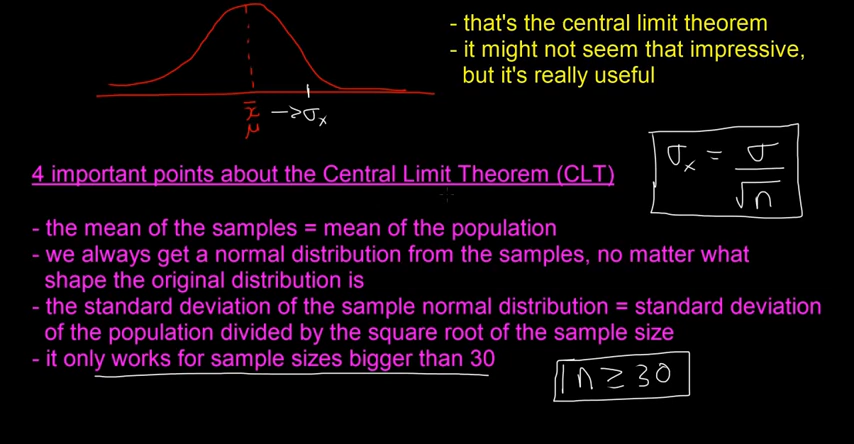 - that's the central limit theorem
- it might not seem that impressive,
but it's really useful
x̄ → σx
μ
σx = σ / √n
4 important points about the Central Limit Theorem (CLT)
- the mean of the samples = mean of the population
- we always get a normal distribution from the samples, no matter what
shape the original distribution is
- the standard deviation of the sample normal distribution = standard deviation
of the population divided by the square root of the sample size
- it only works for sample sizes bigger than 30
n ≥ 30